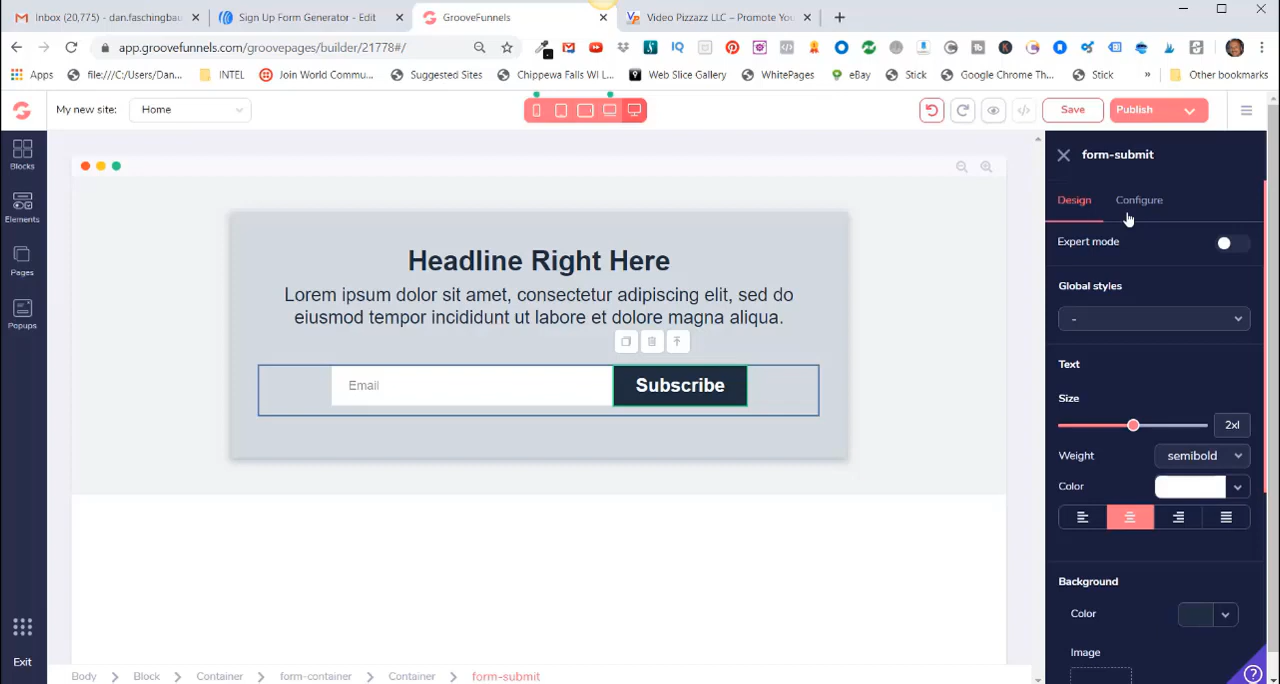 Inbox (20,775) - dan.faschingbau
Sign Up Form Generator - Edit
GrooveFunnels
Video Pizzazz LLC – Promote You
app.groovefunnels.com/groovepages/builder/21778#/
Apps
file:///C:/Users/Dan...
INTEL
Join World Commu...
Suggested Sites
Chippewa Falls WI L...
Web Slice Gallery
WhitePages
eBay
Stick
Google Chrome Th...
Stick
»
Other bookmarks
My new site:
Home
Save
Publish
Blocks
Elements
Pages
Popups
Exit
Headline Right Here
Lorem ipsum dolor sit amet, consectetur adipiscing elit, sed do
eiusmod tempor incididunt ut labore et dolore magna aliqua.
Email
Subscribe
form-submit
Design
Configure
Expert mode
Global styles
-
Text
Size
2xl
Weight
semibold
Color
Background
Color
Image
Body
Block
Container
form-container
Container
form-submit